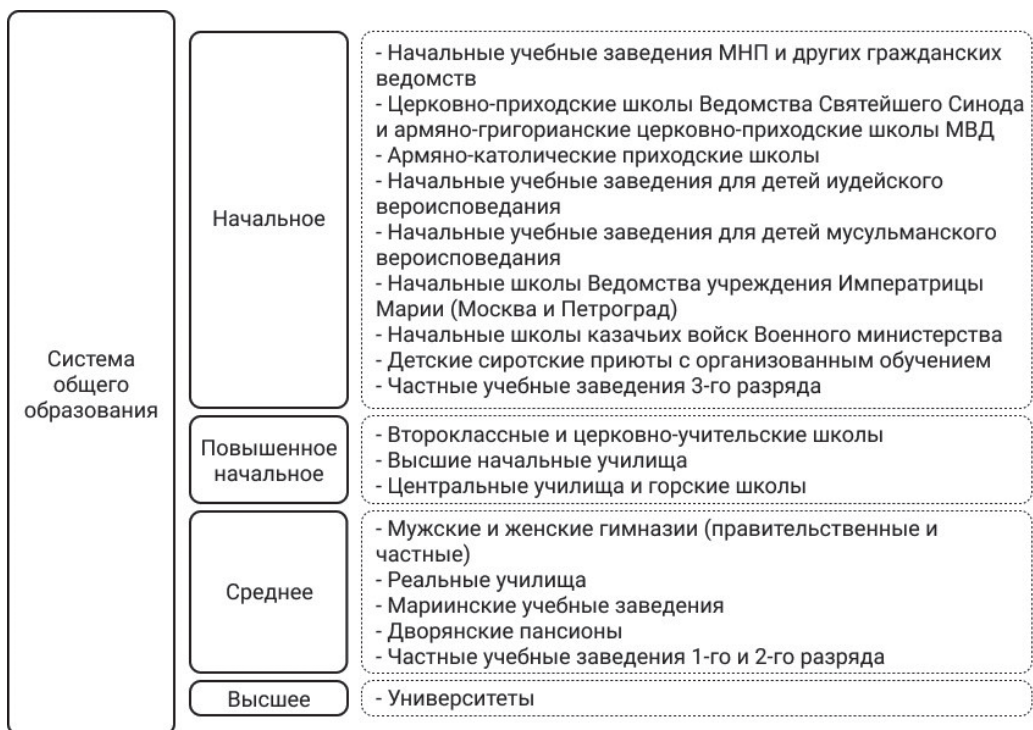 Система
общего
образования
Начальное
- Начальные учебные заведения МНП и других гражданских
ведомств
- Церковно-приходские школы Ведомства Святейшего Синода
и армяно-григорианские церковно-приходские школы МВД
- Армяно-католические приходские школы
- Начальные учебные заведения для детей иудейского
вероисповедания
- Начальные учебные заведения для детей мусульманского
вероисповедания
- Начальные школы Ведомства учреждения Императрицы
Марии (Москва и Петроград)
- Начальные школы казачьих войск Военного министерства
- Детские сиротские приюты с организованным обучением
- Частные учебные заведения 3-го разряда
Повышенное
начальное
- Второклассные и церковно-учительские школы
- Высшие начальные училища
- Центральные училища и горские школы
Среднее
- Мужские и женские гимназии (правительственные и
частные)
- Реальные училища
- Мариинские учебные заведения
- Дворянские пансионы
- Частные учебные заведения 1-го и 2-го разряда
Высшее
- Университеты